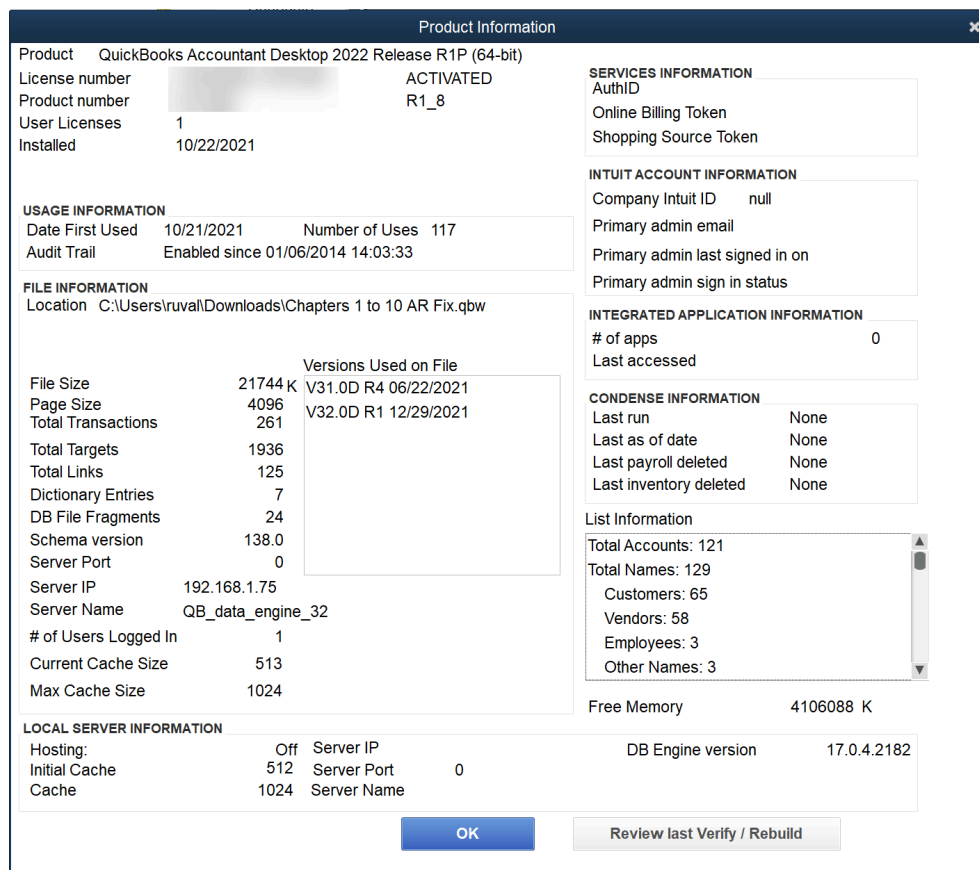 Product Information
Product QuickBooks Accountant Desktop 2022 Release R1P (64-bit)
License number ACTIVATED
Product number R1_8
User Licenses 1
Installed 10/22/2021
USAGE INFORMATION
Date First Used 10/21/2021 Number of Uses 117
Audit Trail Enabled since 01/06/2014 14:03:33
FILE INFORMATION
Location C:\Users\ruval\Downloads\Chapters 1 to 10 AR Fix.qbw
Versions Used on File
V31.0D R4 06/22/2021
V32.0D R1 12/29/2021
File Size 21744 K
Page Size 4096
Total Transactions 261
Total Targets 1936
Total Links 125
Dictionary Entries 7
DB File Fragments 24
Schema version 138.0
Server Port 0
Server IP 192.168.1.75
Server Name QB_data_engine_32
# of Users Logged In 1
Current Cache Size 513
Max Cache Size 1024
SERVICES INFORMATION
AuthID
Online Billing Token
Shopping Source Token
INTUIT ACCOUNT INFORMATION
Company Intuit ID null
Primary admin email
Primary admin last signed in on
Primary admin sign in status
INTEGRATED APPLICATION INFORMATION
# of apps 0
Last accessed
CONDENSE INFORMATION
Last run None
Last as of date None
Last payroll deleted None
Last inventory deleted None
List Information
Total Accounts: 121
Total Names: 129
Customers: 65
Vendors: 58
Employees: 3
Other Names: 3
Free Memory 4106088 K
LOCAL SERVER INFORMATION
Hosting: Off Server IP DB Engine version 17.0.4.2182
Initial Cache 512 Server Port 0
Cache 1024 Server Name
OK Review last Verify / Rebuild